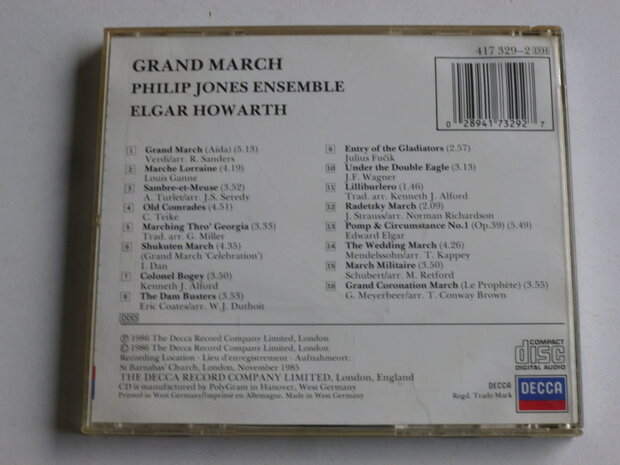 417 329-2 DH
GRAND MARCH
PHILIP JONES ENSEMBLE
ELGAR HOWARTH
0 28941 73292 7
1 Grand March (Aida) (5.13)
Verdi/arr. R. Sanders
2 Marche Lorraine (4.19)
Louis Ganne
3 Sambre-et-Meuse (3.52)
A. Turlet/arr. J.S. Seredy
4 Old Comrades (4.51)
C. Teike
5 Marching Thro' Georgia (3.33)
Trad. arr. G. Miller
6 Shukuten March (4.35)
(Grand March 'Celebration')
I. Dan
7 Colonel Bogey (3.50)
Kenneth J. Alford
8 The Dam Busters (3.53)
Eric Coates/arr. W.J. Duthoit
9 Entry of the Gladiators (2.57)
Julius Fučik
10 Under the Double Eagle (3.13)
J.F. Wagner
11 Lilliburlero (1.46)
Trad. arr. Kenneth J. Alford
12 Radetzky March (2.09)
J. Strauss/arr. Norman Richardson
13 Pomp & Circumstance No.1 (Op.39) (5.49)
Edward Elgar
14 The Wedding March (4.26)
Mendelssohn/arr. T. Kappey
15 March Militaire (3.50)
Schubert/arr. M. Retford
16 Grand Coronation March (Le Prophète) (3.55)
G. Meyerbeer/arr. T. Conway Brown
DDD
℗ 1986 The Decca Record Company Limited, London
© 1986 The Decca Record Company Limited, London
Recording Location · Lieu d'enregistrement · Aufnahmeort:
St Barnabas' Church, London, November 1985
THE DECCA RECORD COMPANY LIMITED, London, England
CD is manufactured by PolyGram in Hanover, West Germany
Printed in West Germany/Imprimé en Allemagne. Made in West Germany
COMPACT
disc
DIGITAL AUDIO
DECCA
Regd. Trade Mark
DECCA